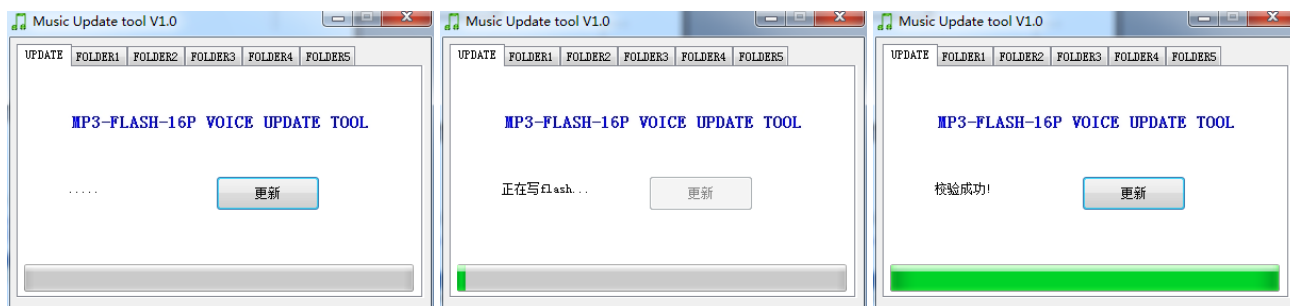 Music Update tool V1.0
UPDATE FOLDER1 FOLDER2 FOLDER3 FOLDER4 FOLDER5
MP3-FLASH-16P VOICE UPDATE TOOL
..... 更新
Music Update tool V1.0
UPDATE FOLDER1 FOLDER2 FOLDER3 FOLDER4 FOLDER5
MP3-FLASH-16P VOICE UPDATE TOOL
正在写flash... 更新
Music Update tool V1.0
UPDATE FOLDER1 FOLDER2 FOLDER3 FOLDER4 FOLDER5
MP3-FLASH-16P VOICE UPDATE TOOL
校验成功! 更新